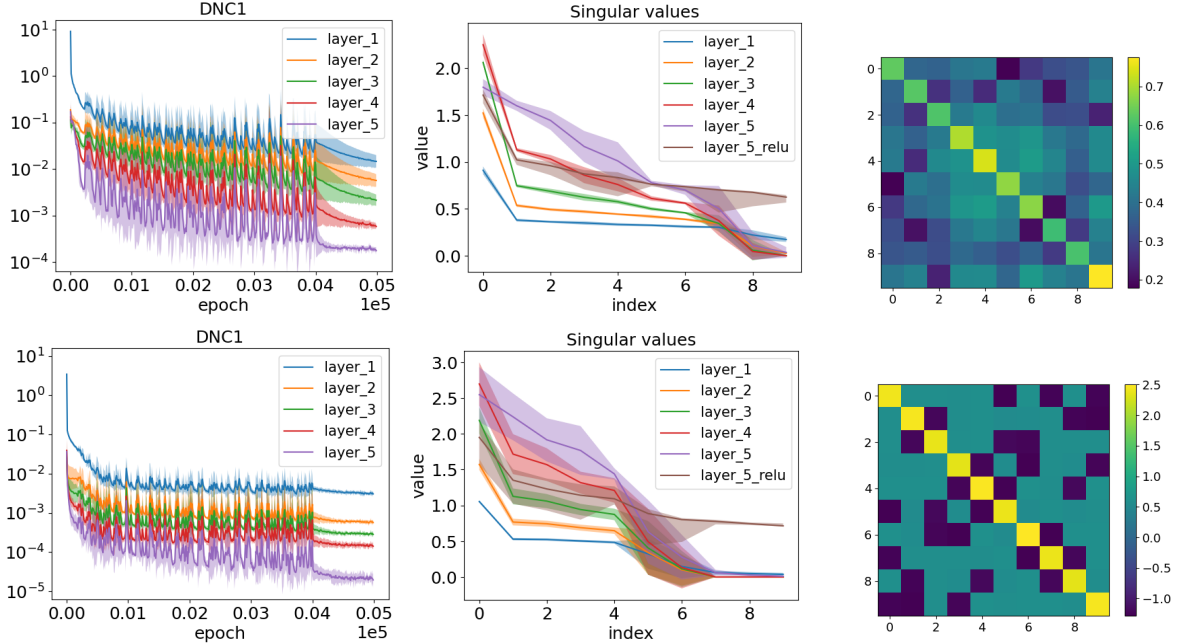 DNC1
10¹
10⁰
10⁻¹
10⁻²
10⁻³
10⁻⁴
0.00 0.01 0.02 0.03 0.04 0.05
1e5
epoch
layer_1
layer_2
layer_3
layer_4
layer_5
Singular values
value
2.0
1.5
1.0
0.5
0.0
0 2 4 6 8
index
layer_1
layer_2
layer_3
layer_4
layer_5
layer_5_relu
0
2
4
6
8
0 2 4 6 8
0.7
0.6
0.5
0.4
0.3
0.2
DNC1
10¹
10⁰
10⁻¹
10⁻²
10⁻³
10⁻⁴
10⁻⁵
0.00 0.01 0.02 0.03 0.04 0.05
1e5
epoch
layer_1
layer_2
layer_3
layer_4
layer_5
Singular values
value
3.0
2.5
2.0
1.5
1.0
0.5
0.0
0 2 4 6 8
index
layer_1
layer_2
layer_3
layer_4
layer_5
layer_5_relu
0
2
4
6
8
0 2 4 6 8
2.5
2.0
1.5
1.0
0.5
0.0
−0.5
−1.0